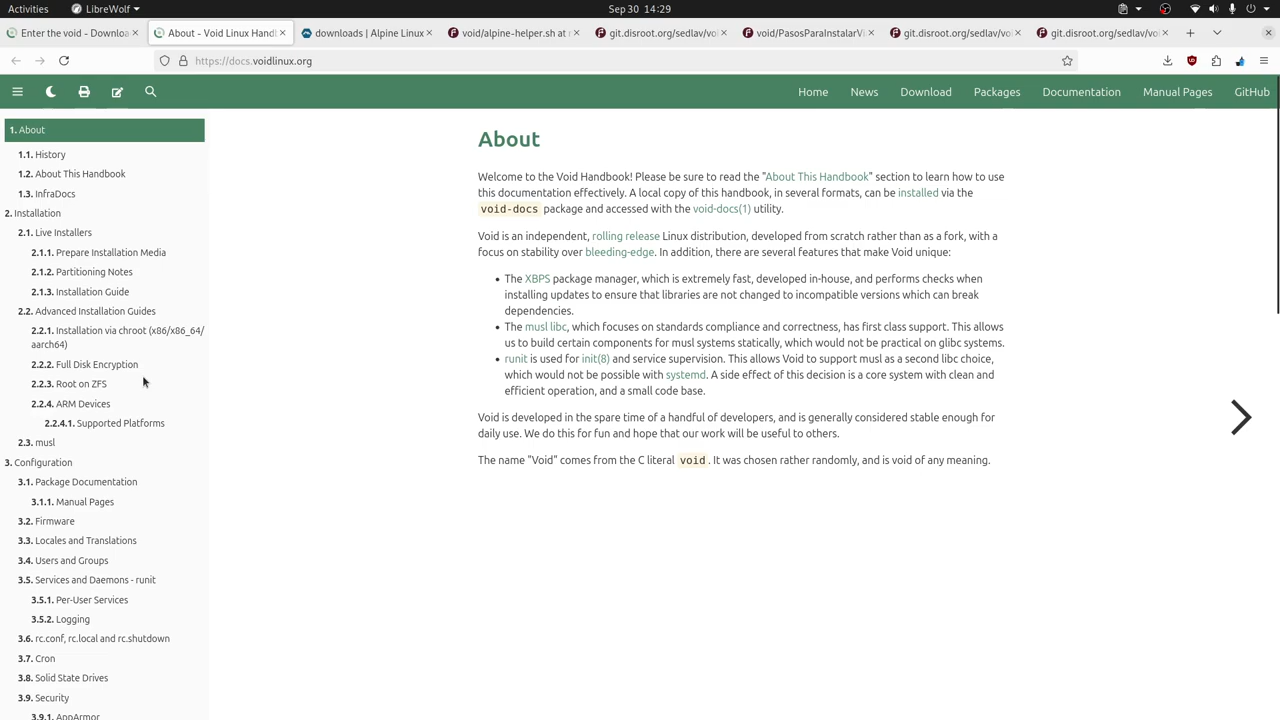 Activities LibreWolf Sep 30 14:29
Enter the void - Downloa About - Void Linux Handl downloads | Alpine Linux void/alpine-helper.sh at git.disroot.org/sedlav/voi void/PasosParaInstalarVi git.disroot.org/sedlav/voi git.disroot.org/sedlav/voi
https://docs.voidlinux.org
Home News Download Packages Documentation Manual Pages GitHub
1. About
1.1. History
1.2. About This Handbook
1.3. InfraDocs
2. Installation
2.1. Live Installers
2.1.1. Prepare Installation Media
2.1.2. Partitioning Notes
2.1.3. Installation Guide
2.2. Advanced Installation Guides
2.2.1. Installation via chroot (x86/x86_64/
aarch64)
2.2.2. Full Disk Encryption
2.2.3. Root on ZFS
2.2.4. ARM Devices
2.2.4.1. Supported Platforms
2.3. musl
3. Configuration
3.1. Package Documentation
3.1.1. Manual Pages
3.2. Firmware
3.3. Locales and Translations
3.4. Users and Groups
3.5. Services and Daemons - runit
3.5.1. Per-User Services
3.5.2. Logging
3.6. rc.conf, rc.local and rc.shutdown
3.7. Cron
3.8. Solid State Drives
3.9. Security
3.9.1. AppArmor
About
Welcome to the Void Handbook! Please be sure to read the "About This Handbook" section to learn how to use
this documentation effectively. A local copy of this handbook, in several formats, can be installed via the
void-docs package and accessed with the void-docs(1) utility.
Void is an independent, rolling release Linux distribution, developed from scratch rather than as a fork, with a
focus on stability over bleeding-edge. In addition, there are several features that make Void unique:
• The XBPS package manager, which is extremely fast, developed in-house, and performs checks when
installing updates to ensure that libraries are not changed to incompatible versions which can break
dependencies.
• The musl libc, which focuses on standards compliance and correctness, has first class support. This allows
us to build certain components for musl systems statically, which would not be practical on glibc systems.
• runit is used for init(8) and service supervision. This allows Void to support musl as a second libc choice,
which would not be possible with systemd. A side effect of this decision is a core system with clean and
efficient operation, and a small code base.
Void is developed in the spare time of a handful of developers, and is generally considered stable enough for
daily use. We do this for fun and hope that our work will be useful to others.
The name "Void" comes from the C literal void. It was chosen rather randomly, and is void of any meaning.